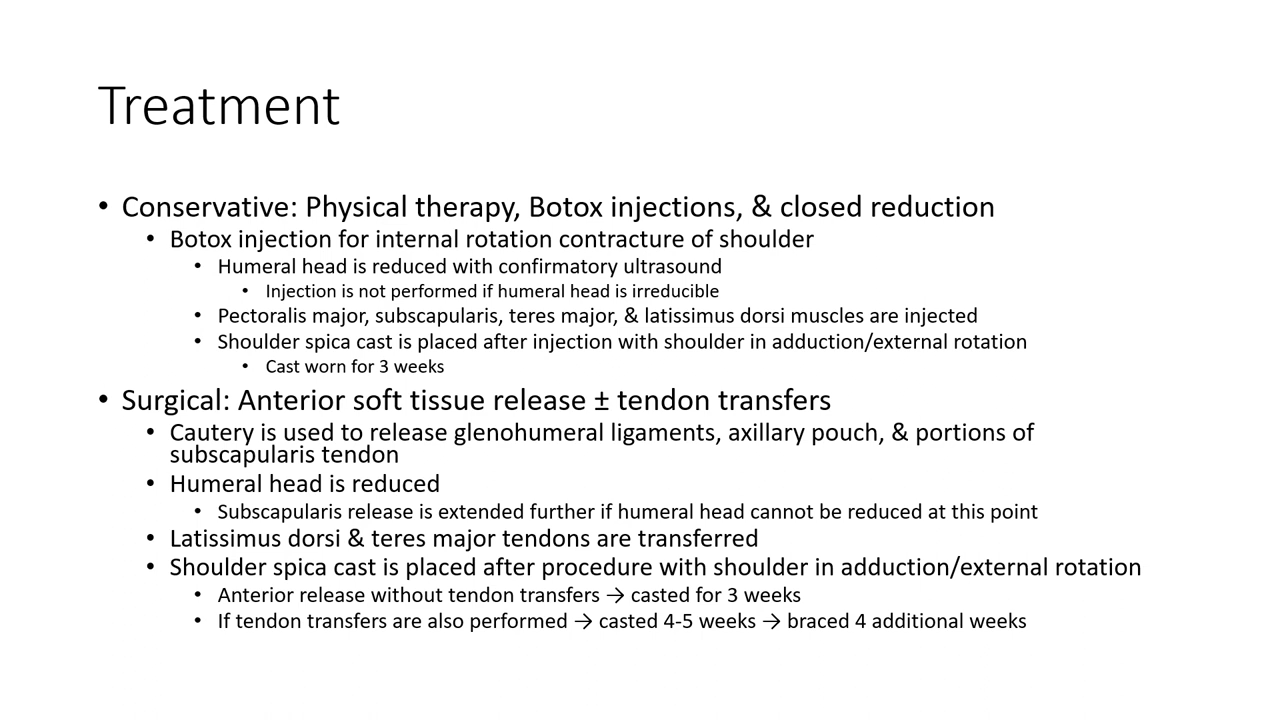 Treatment
• Conservative: Physical therapy, Botox injections, & closed reduction
• Botox injection for internal rotation contracture of shoulder
• Humeral head is reduced with confirmatory ultrasound
• Injection is not performed if humeral head is irreducible
• Pectoralis major, subscapularis, teres major, & latissimus dorsi muscles are injected
• Shoulder spica cast is placed after injection with shoulder in adduction/external rotation
• Cast worn for 3 weeks
• Surgical: Anterior soft tissue release ± tendon transfers
• Cautery is used to release glenohumeral ligaments, axillary pouch, & portions of
subscapularis tendon
• Humeral head is reduced
• Subscapularis release is extended further if humeral head cannot be reduced at this point
• Latissimus dorsi & teres major tendons are transferred
• Shoulder spica cast is placed after procedure with shoulder in adduction/external rotation
• Anterior release without tendon transfers → casted for 3 weeks
• If tendon transfers are also performed → casted 4-5 weeks → braced 4 additional weeks